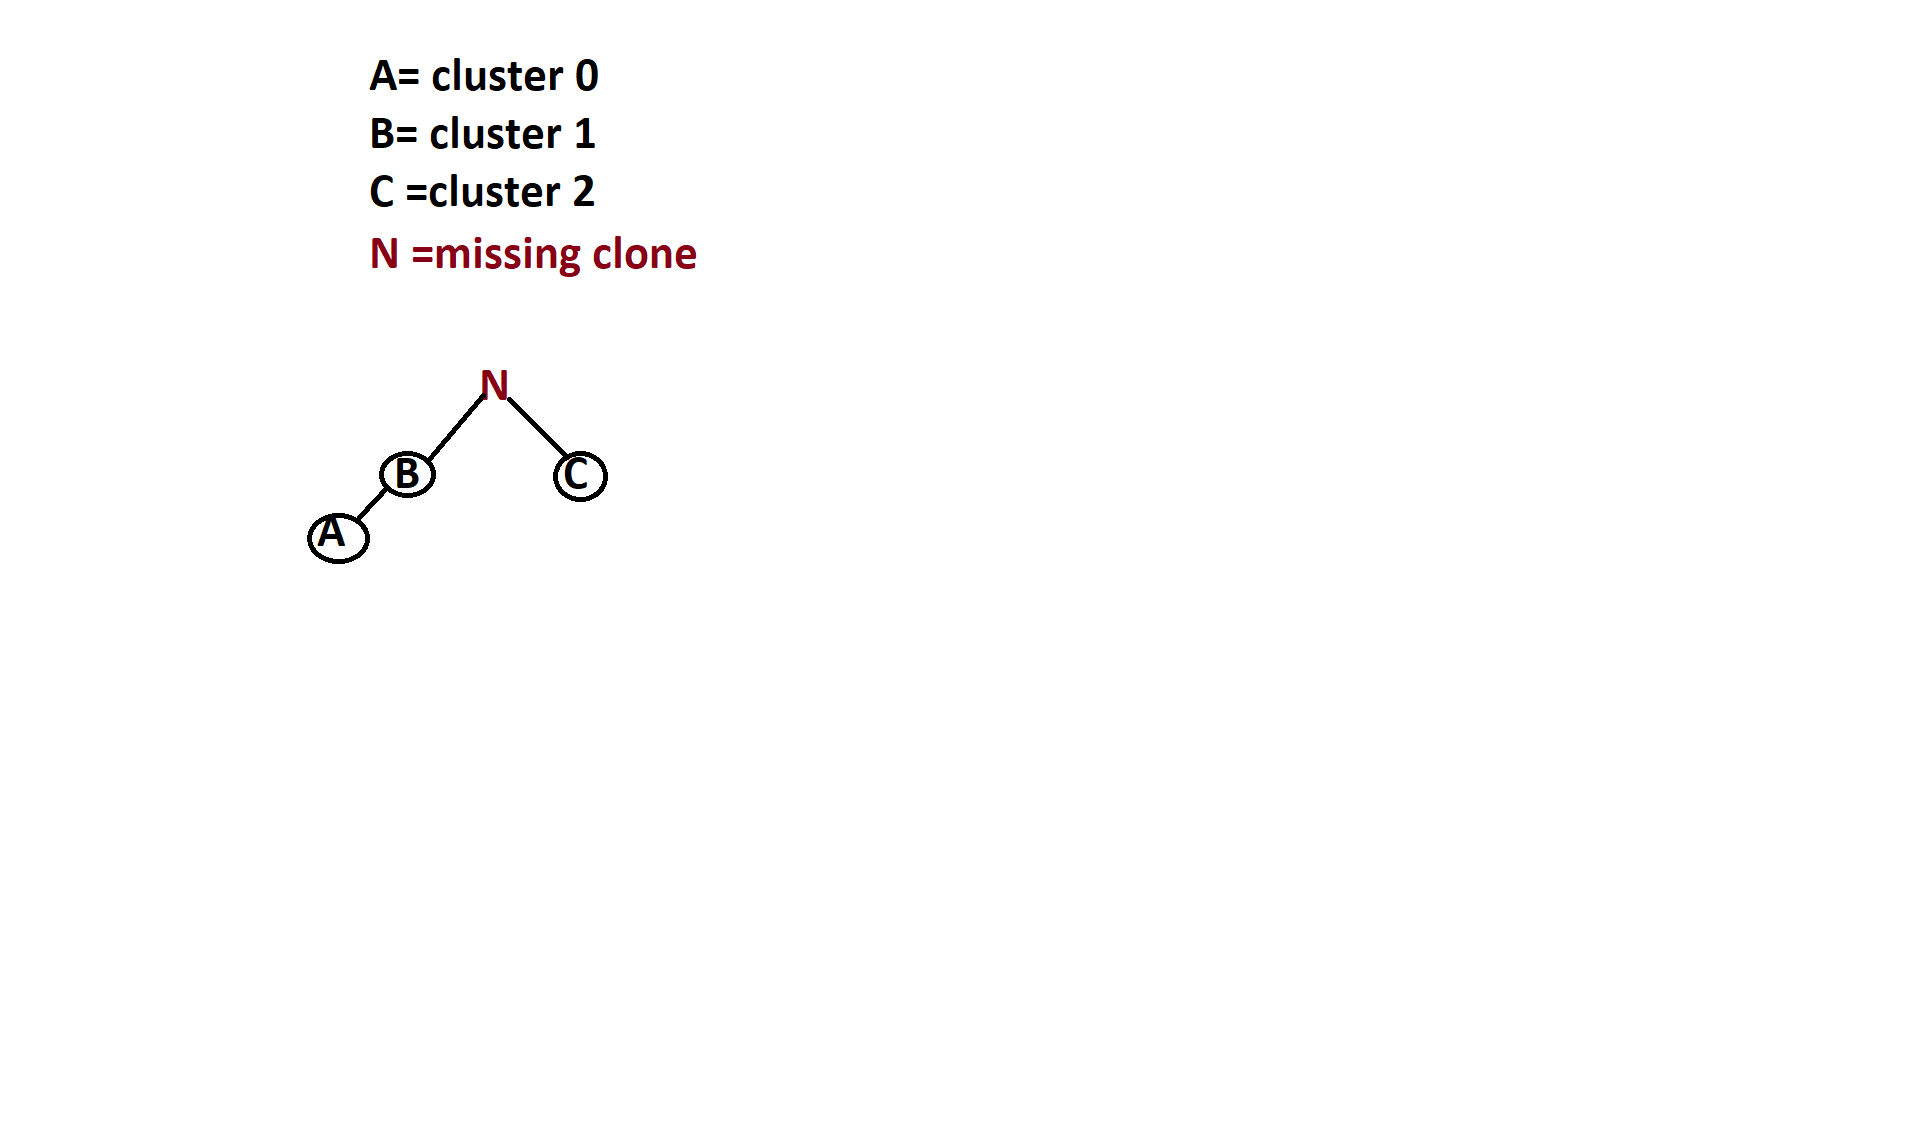 A= cluster 0
B= cluster 1
C =cluster 2
N =missing clone
N
B
C
A